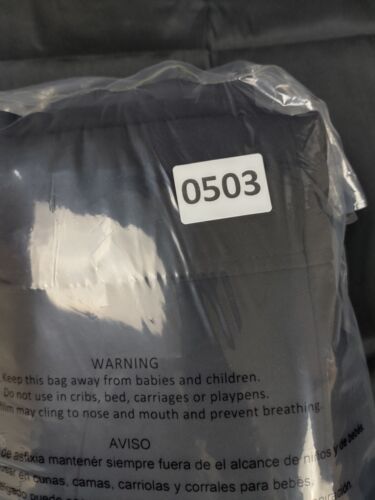 0503
WARNING
Keep this bag away from babies and children.
Do not use in cribs, bed, carriages or playpens.
may cling to nose and mouth and prevent breathing.
AVISO
de asfixia mantenér siempre fuera de el alcance de niños y de bebés
en cunas, camas, carriolas y corrales para bebés.
puede